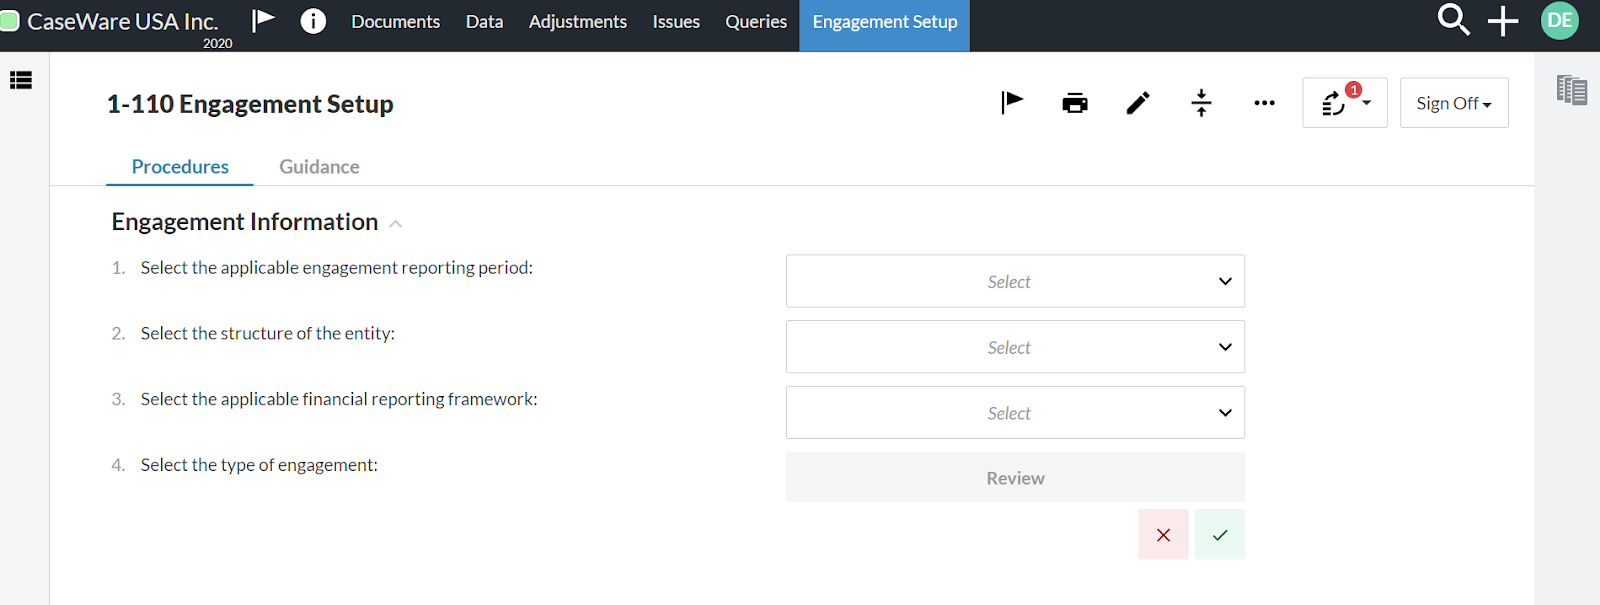 CaseWare USA Inc.
2020
Documents
Data
Adjustments
Issues
Queries
Engagement Setup
DE
1-110 Engagement Setup
1
Sign Off
Procedures
Guidance
Engagement Information
1. Select the applicable engagement reporting period:
Select
2. Select the structure of the entity:
Select
3. Select the applicable financial reporting framework:
Select
4. Select the type of engagement:
Review